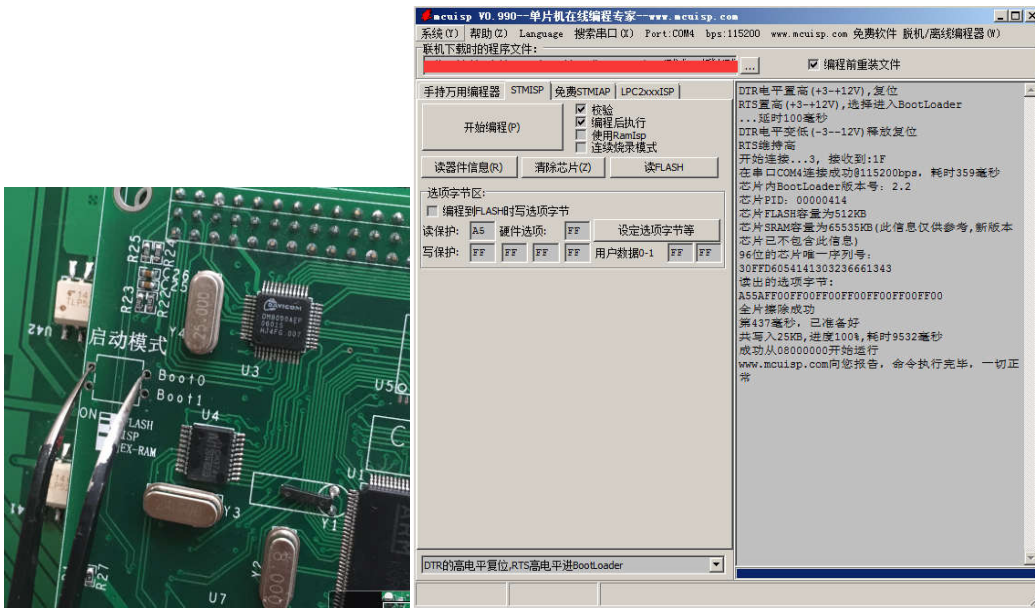 R25
R24
C26
C25
R23
R22
U42
Y4
25.000
DAVICOM
DM9000AEP
U3
启动模式
Boot0
Boot1
ON
FLASH
ISP
EX-RAM
U4
U5
C
U1
Y3
Y1
Y2
41
R27
U7
mcuisp V0.990--单片机在线编程专家--www.mcuisp.com
系统(Y) 帮助(Z) Language 搜索串口(X) Port:COM4 bps:115200 www.mcuisp.com 免费软件 脱机/离线编程器(W)
联机下载时的程序文件:
...
编程前重装文件
手持万用编程器 STMISP 免费STMIAP LPC2xxxISP
开始编程(P)
校验
编程后执行
使用RamIsp
连续烧录模式
读器件信息(R) 清除芯片(Z) 读FLASH
选项字节区:
编程到FLASH时写选项字节
读保护: A5 硬件选项: FF 设定选项字节等
写保护: FF FF FF FF 用户数据0-1 FF FF
DTR的高电平复位,RTS高电平进BootLoader
DTR电平置高(+3-+12V),复位
RTS置高(+3-+12V),选择进入BootLoader
...延时100毫秒
DTR电平变低(-3--12V)释放复位
RTS维持高
开始连接...3, 接收到:1F
在串口COM4连接成功@115200bps, 耗时359毫秒
芯片内BootLoader版本号: 2.2
芯片PID: 00000414
芯片FLASH容量为512KB
芯片SRAM容量为65535KB(此信息仅供参考,新版本
芯片已不包含此信息)
96位的芯片唯一序列号:
30FFD6054141303236661343
读出的选项字节:
A55AFF00FF00FF00FF00FF00FF00FF00
全片擦除成功
第437毫秒, 已准备好
共写入25KB,进度100%,耗时9532毫秒
成功从08000000开始运行
www.mcuisp.com向您报告, 命令执行完毕, 一切正
常